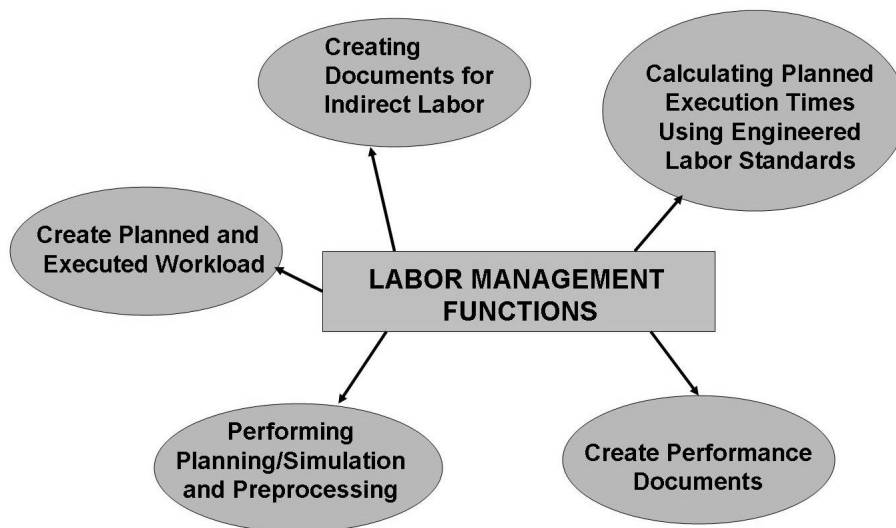 Creating
Documents for
Indirect Labor
Calculating Planned
Execution Times
Using Engineered
Labor Standards
Create Planned and
Executed Workload
LABOR MANAGEMENT
FUNCTIONS
Performing
Planning/Simulation
and Preprocessing
Create Performance
Documents